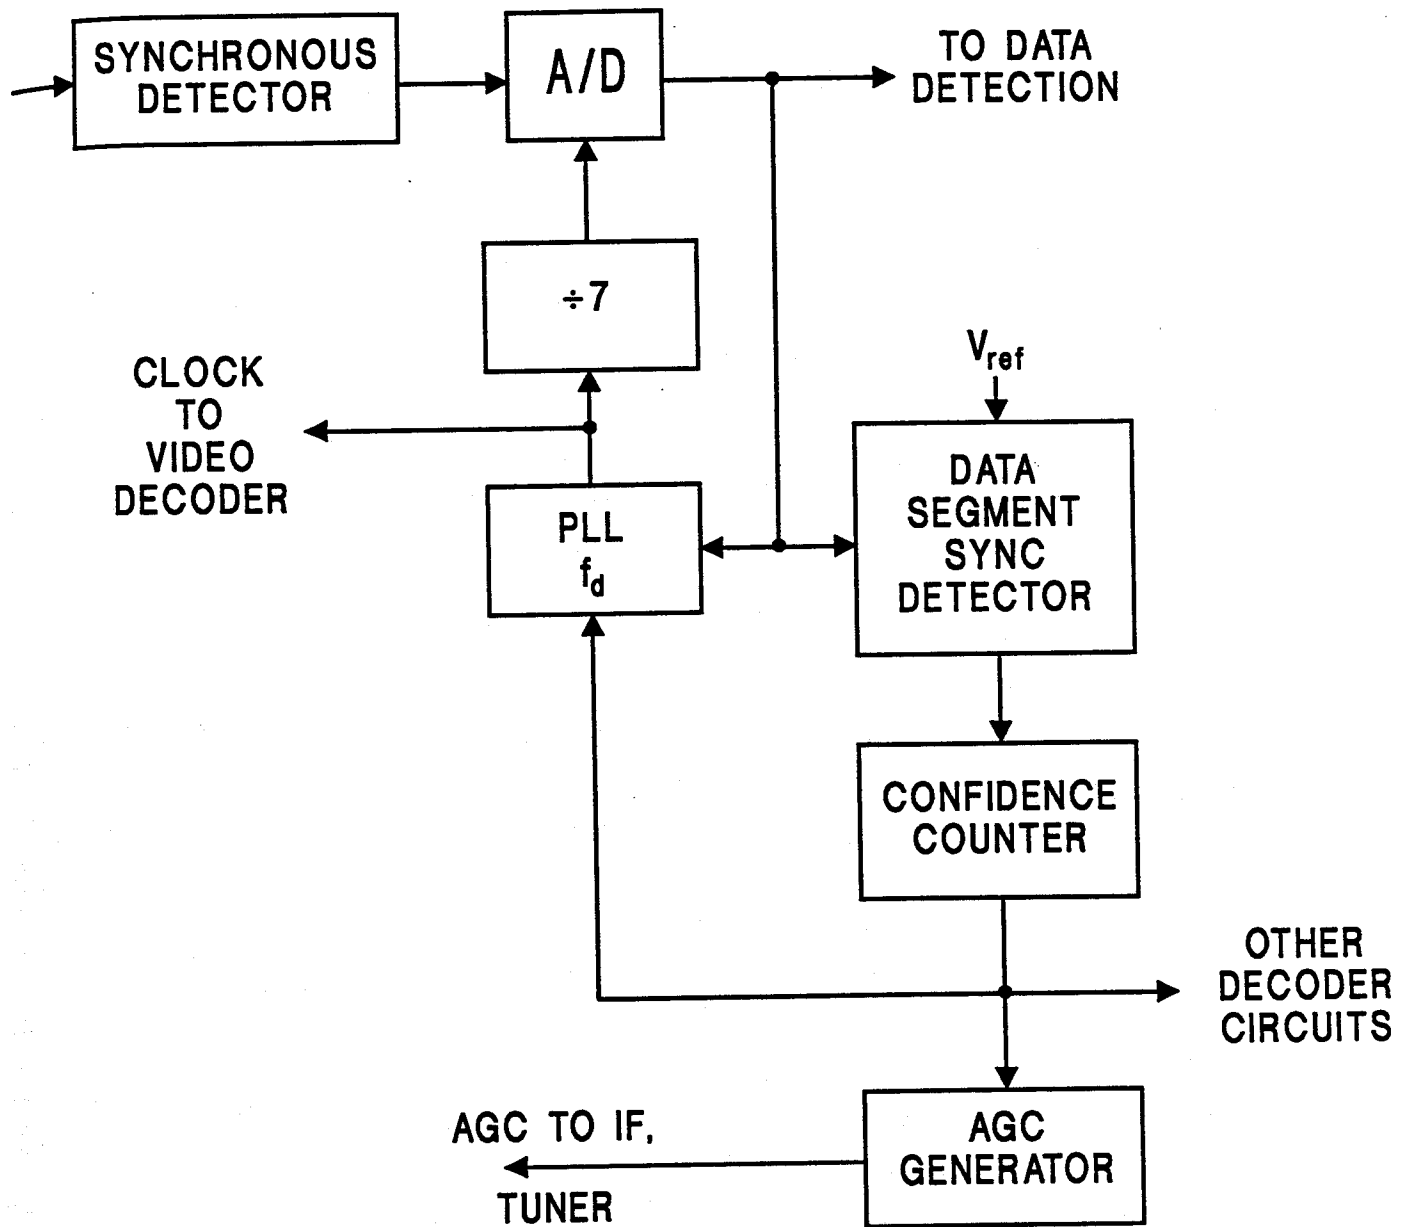 SYNCHRONOUS
DETECTOR
A/D
TO DATA
DETECTION
÷7
CLOCK
TO
VIDEO
DECODER
Vref
PLL
fd
DATA
SEGMENT
SYNC
DETECTOR
CONFIDENCE
COUNTER
OTHER
DECODER
CIRCUITS
AGC TO IF,
TUNER
AGC
GENERATOR